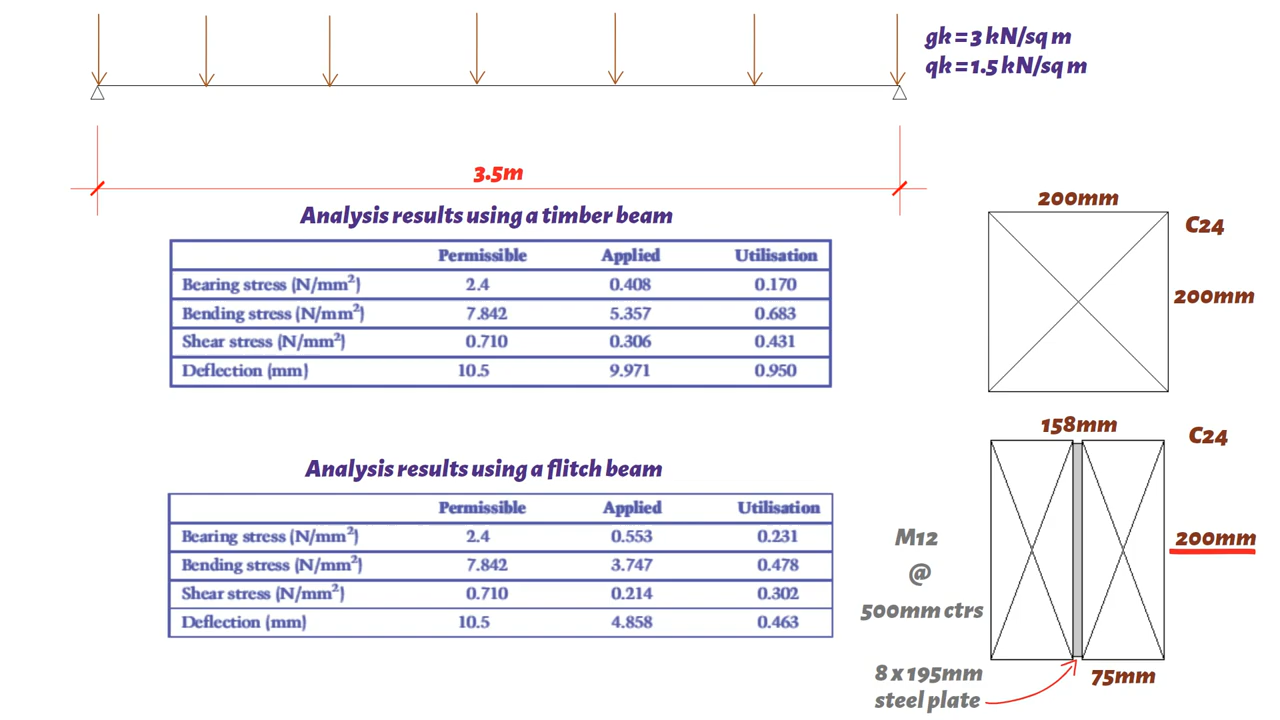 gk = 3 kN/sq m
qk = 1.5 kN/sq m
3.5m
Analysis results using a timber beam
Permissible Applied Utilisation
Bearing stress (N/mm²) 2.4 0.408 0.170
Bending stress (N/mm²) 7.842 5.357 0.683
Shear stress (N/mm²) 0.710 0.306 0.431
Deflection (mm) 10.5 9.971 0.950
200mm
C24
200mm
Analysis results using a flitch beam
Permissible Applied Utilisation
Bearing stress (N/mm²) 2.4 0.553 0.231
Bending stress (N/mm²) 7.842 3.747 0.478
Shear stress (N/mm²) 0.710 0.214 0.302
Deflection (mm) 10.5 4.858 0.463
158mm
C24
200mm
M12
@
500mm ctrs
8 x 195mm
steel plate
75mm